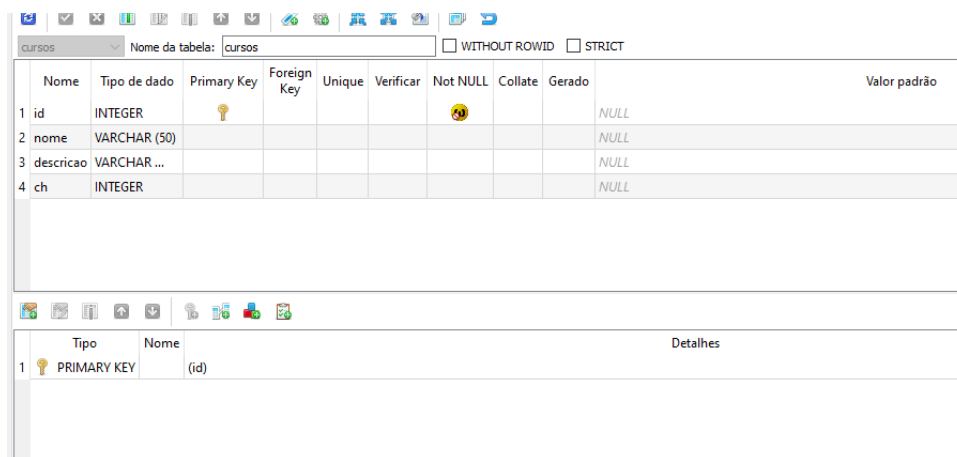 cursos Nome da tabela: cursos WITHOUT ROWID STRICT
Nome Tipo de dado Primary Key Foreign Key Unique Verificar Not NULL Collate Gerado Valor padrão
1 id INTEGER NULL
2 nome VARCHAR (50) NULL
3 descricao VARCHAR ... NULL
4 ch INTEGER NULL
Tipo Nome Detalhes
1 PRIMARY KEY (id)